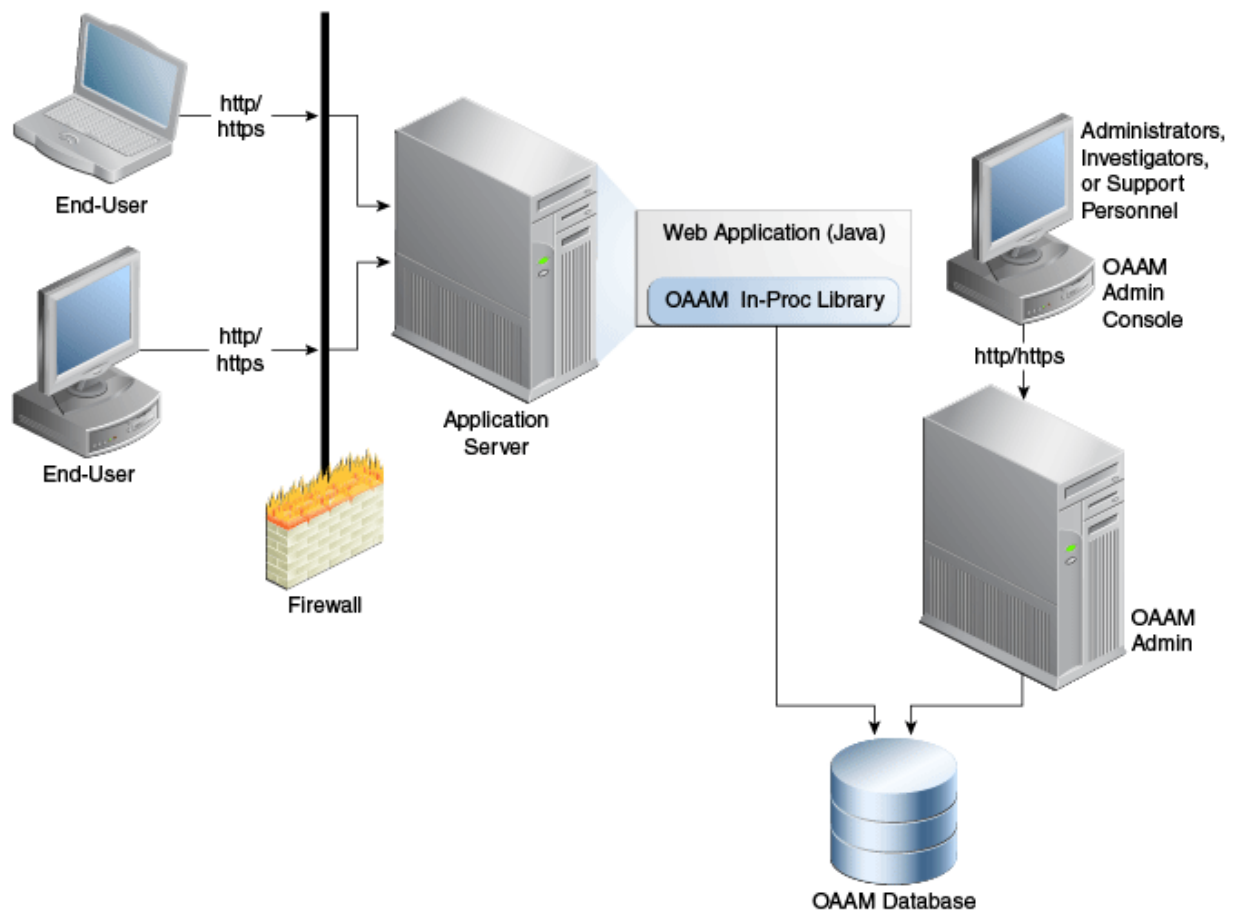 http/
https
End-User
http/
https
End-User
Firewall
Application
Server
Web Application (Java)
OAAM In-Proc Library
Administrators,
Investigators,
or Support
Personnel
OAAM
Admin
Console
http/https
OAAM
Admin
OAAM Database